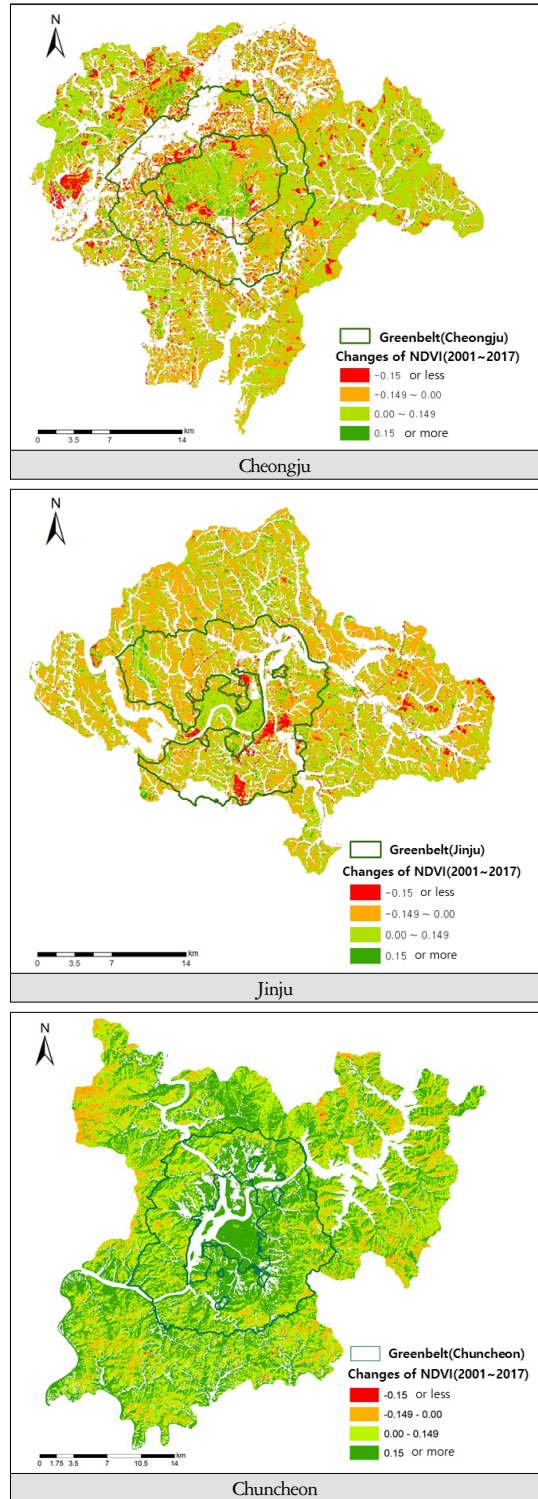 N
Greenbelt(Cheongju)
Changes of NDVI(2001~2017)
-0.15 or less
-0.149 ~ 0.00
0.00 ~ 0.149
0.15 or more
km
0 3.5 7 14
Cheongju
N
Greenbelt(Jinju)
Changes of NDVI(2001~2017)
-0.15 or less
-0.149 ~ 0.00
0.00 ~ 0.149
0.15 or more
km
0 3.5 7 14
Jinju
N
Greenbelt(Chuncheon)
Changes of NDVI(2001~2017)
-0.15 or less
-0.149 - 0.00
0.00 - 0.149
0.15 or more
km
0 1.75 3.5 7 10.5 14
Chuncheon